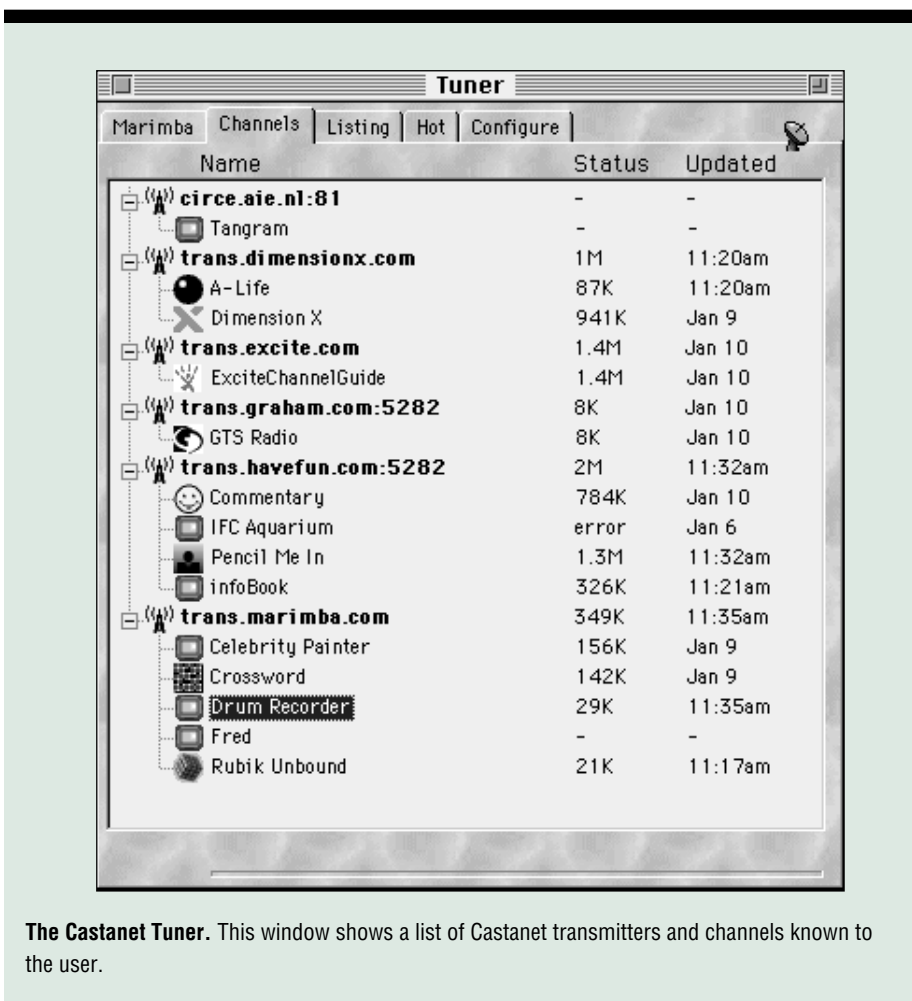 Tuner
Marimba Channels Listing Hot Configure
Name Status Updated
circe.aie.nl:81 - -
Tangram - -
trans.dimensionx.com 1M 11:20am
A-Life 87K 11:20am
Dimension X 941K Jan 9
trans.excite.com 1.4M Jan 10
ExciteChannelGuide 1.4M Jan 10
trans.graham.com:5282 8K Jan 10
GTS Radio 8K Jan 10
trans.havefun.com:5282 2M 11:32am
Commentary 784K Jan 10
IFC Aquarium error Jan 6
Pencil Me In 1.3M 11:32am
infoBook 326K 11:21am
trans.marimba.com 349K 11:35am
Celebrity Painter 156K Jan 9
Crossword 142K Jan 9
Drum Recorder 29K 11:35am
Fred - -
Rubik Unbound 21K 11:17am
The Castanet Tuner. This window shows a list of Castanet transmitters and channels known to
the user.